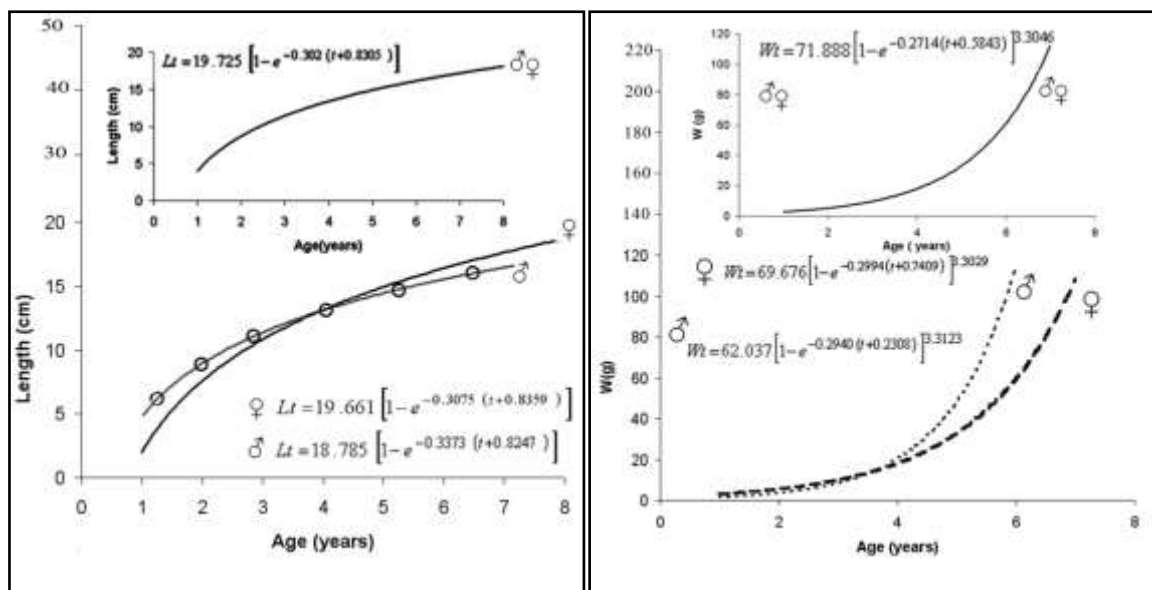 50
45
40
30
20
15
10
5
0
0 1 2 3 4 5 6 7 8
Length (cm)
Age (years)
Lt=19.725 [1−e^−0.302(t+0.8305)]
♂♀
20
15
10
5
0
0 1 2 3 4 5 6 7 8
Length (cm)
Age(years)
♀
♂
♀ Lt=19.661 [1−e^−0.3075 (t+0.8359)]
♂ Lt=18.785 [1−e^−0.3373 (t+0.8247)]
220
200
180
160
140
120
100
80
60
40
20
0
0 2 4 6 8
W(g)
Age (years)
Wt=71.888[1−e^−0.2714(t+0.5843)]^3.3046
♂♀
♂♀
120
100
80
60
40
20
0
0 2 4 6 8
W (g)
Age ( years)
♀ Wt=69.676[1−e^−0.2994(t+0.7409)]^3.3029
♂ Wt=62.037[1−e^−0.2940(t+0.2308)]^3.3123
♂
♀